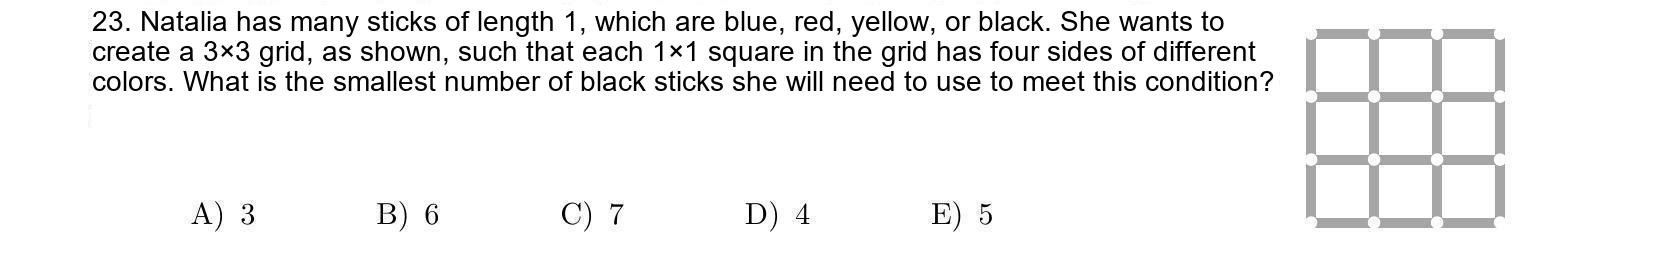 23. Natalia has many sticks of length 1, which are blue, red, yellow, or black. She wants to
create a 3×3 grid, as shown, such that each 1×1 square in the grid has four sides of different
colors. What is the smallest number of black sticks she will need to use to meet this condition?
A) 3 B) 6 C) 7 D) 4 E) 5